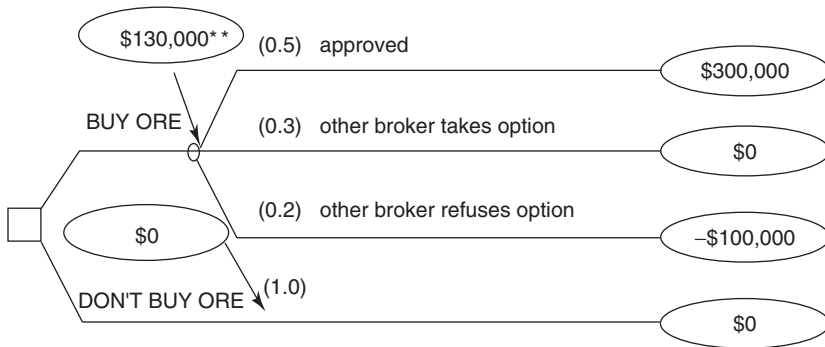 $130,000**
(0.5) approved
$300,000
BUY ORE
(0.3) other broker takes option
$0
(0.2) other broker refuses option
$0
–$100,000
(1.0)
DON'T BUY ORE
$0